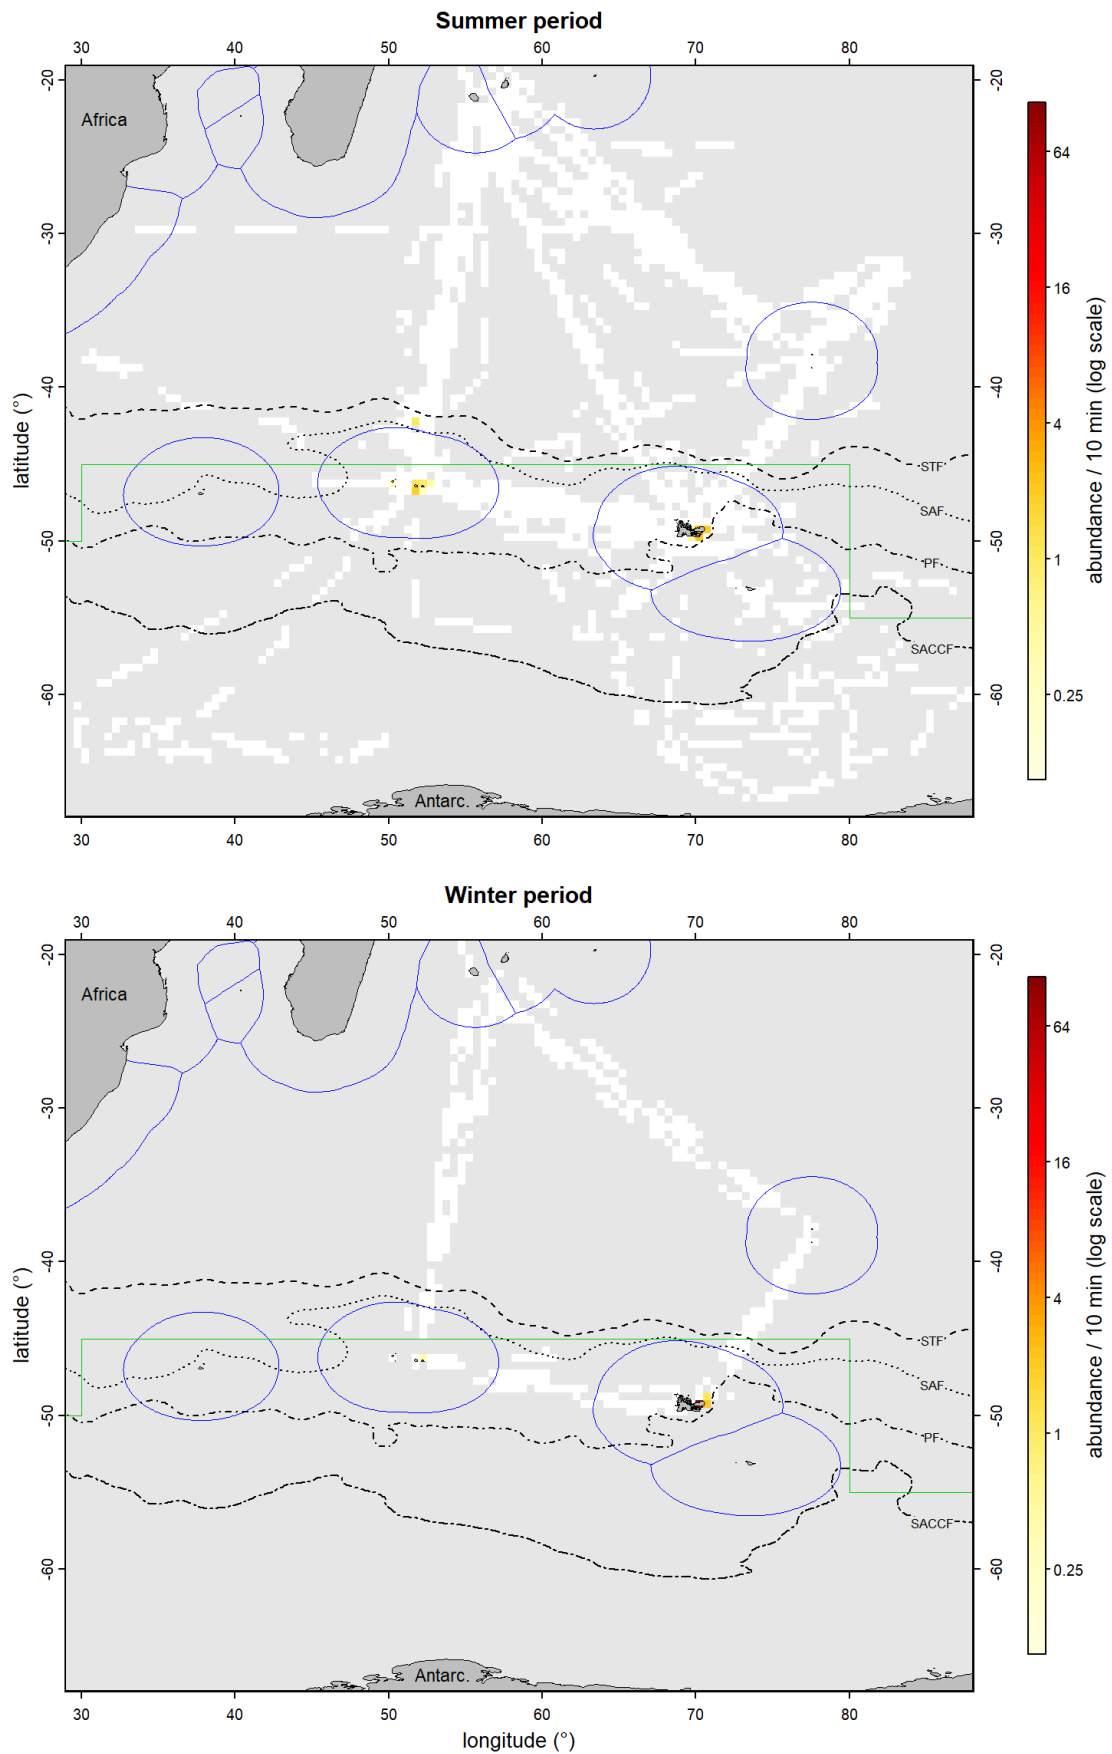 Summer period
30 40 50 60 70 80
-20 -20
Africa
64
-30 -30
16
-40 -40
4
STF
SAF
-50 -50
1
PF
SACCF
-60 -60
0.25
Antarc.
30 40 50 60 70 80
latitude (°)
abundance / 10 min (log scale)
Winter period
30 40 50 60 70 80
-20 -20
Africa
64
-30 -30
16
-40 -40
4
STF
SAF
-50 -50
1
PF
SACCF
-60 -60
0.25
Antarc.
30 40 50 60 70 80
latitude (°)
abundance / 10 min (log scale)
longitude (°)